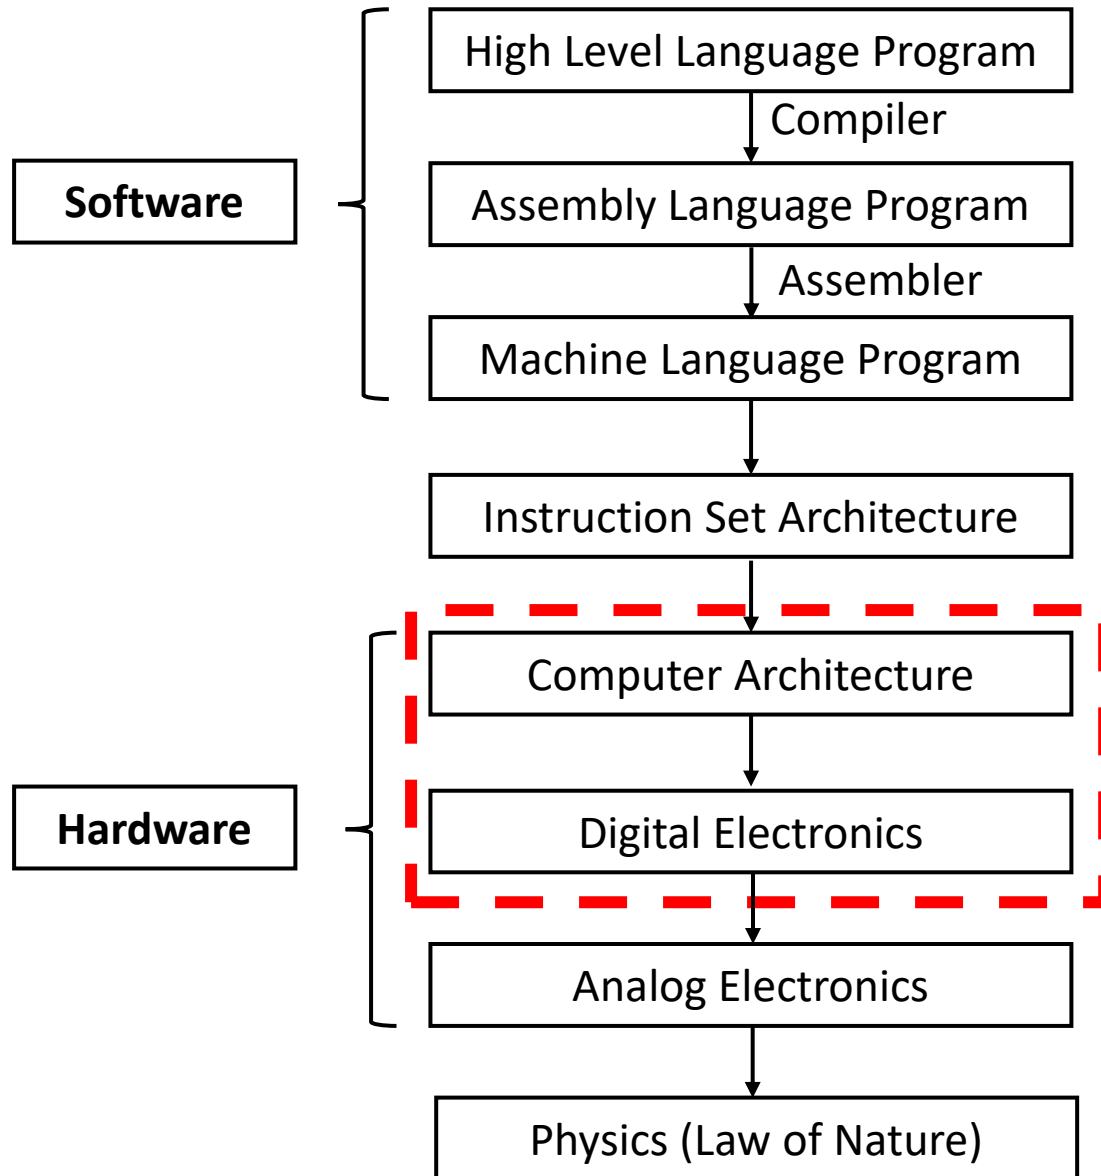 High Level Language Program
Compiler
Software
Assembly Language Program
Assembler
Machine Language Program
Instruction Set Architecture
Computer Architecture
Hardware
Digital Electronics
Analog Electronics
Physics (Law of Nature)